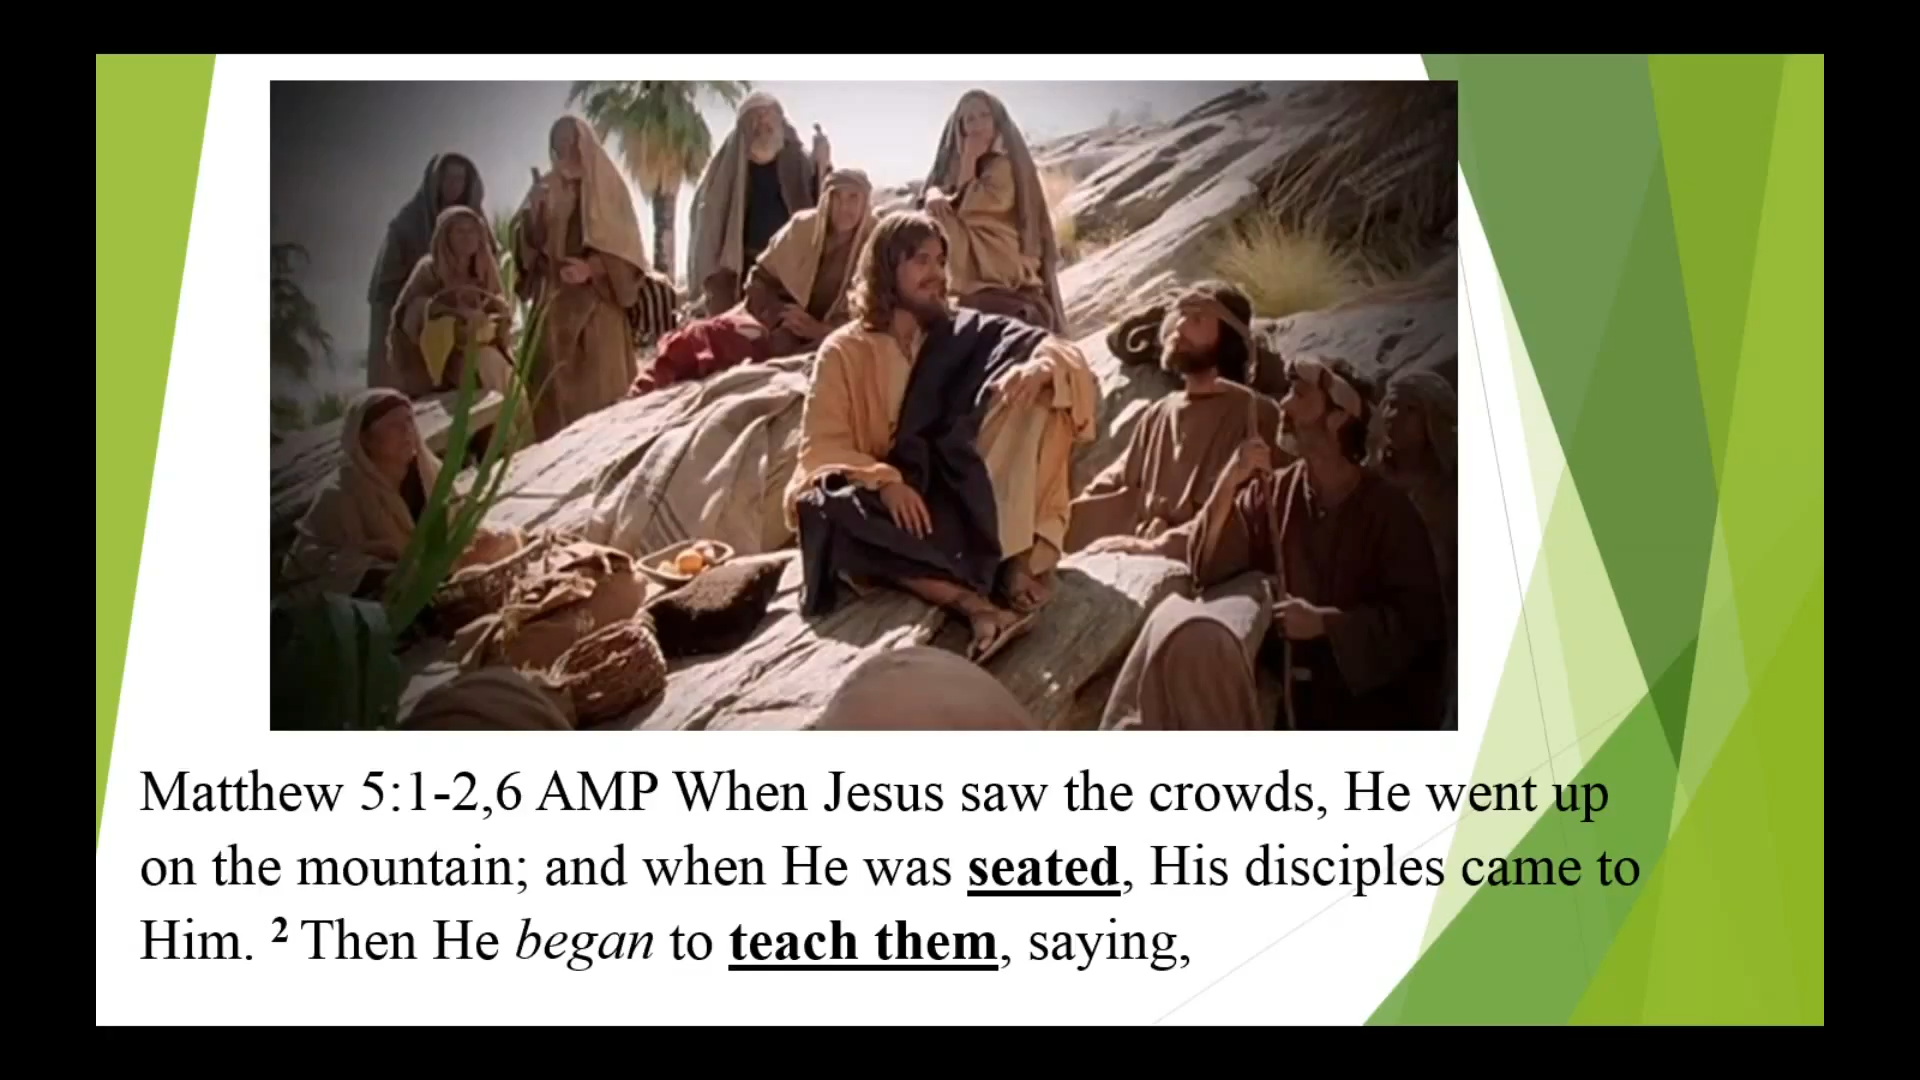 Matthew 5:1-2,6 AMP When Jesus saw the crowds, He went up
on the mountain; and when He was seated, His disciples came to
Him. ² Then He began to teach them, saying,